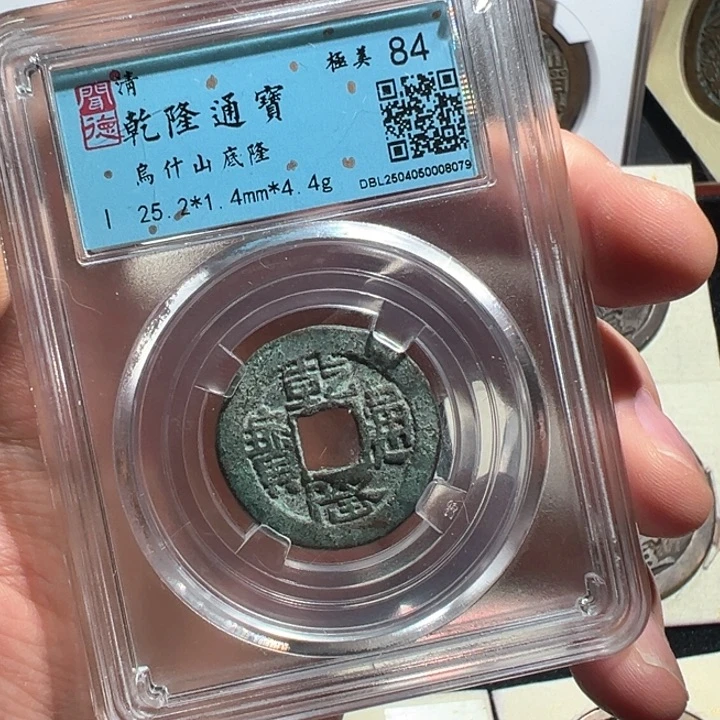 聞德
清
乾隆通寶
極美 84
烏什山底隆
I 25.2*1.4mm*4.4g
DBL2504050008079
乾隆通寶